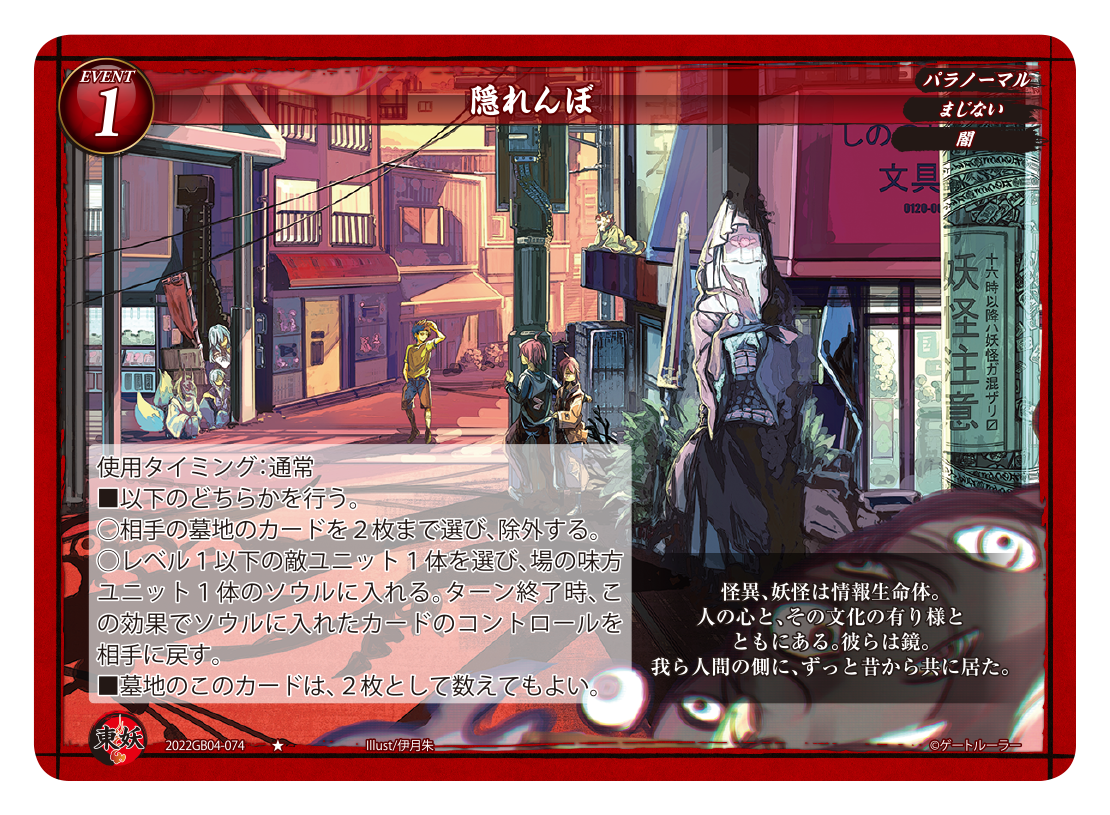 EVENT
1
隠れんぼ
パラノーマル
まじない
闇
しの
文具
0120-0
妖怪注意
十六時以降ハ妖怪ガ混ザリ〼
使用タイミング：通常
■以下のどちらかを行う。
○相手の墓地のカードを２枚まで選び、除外する。
○レベル１以下の敵ユニット１体を選び、場の味方
ユニット１体のソウルに入れる。ターン終了時、こ
の効果でソウルに入れたカードのコントロールを
相手に戻す。
■墓地のこのカードは、２枚として数えてもよい。
怪異、妖怪は情報生命体。
人の心と、その文化の有り様と
ともにある。彼らは鏡。
我ら人間の側に、ずっと昔から共に居た。
東妖
2022GB04-074 ★ Illust/伊月朱 ©ゲートルーラー